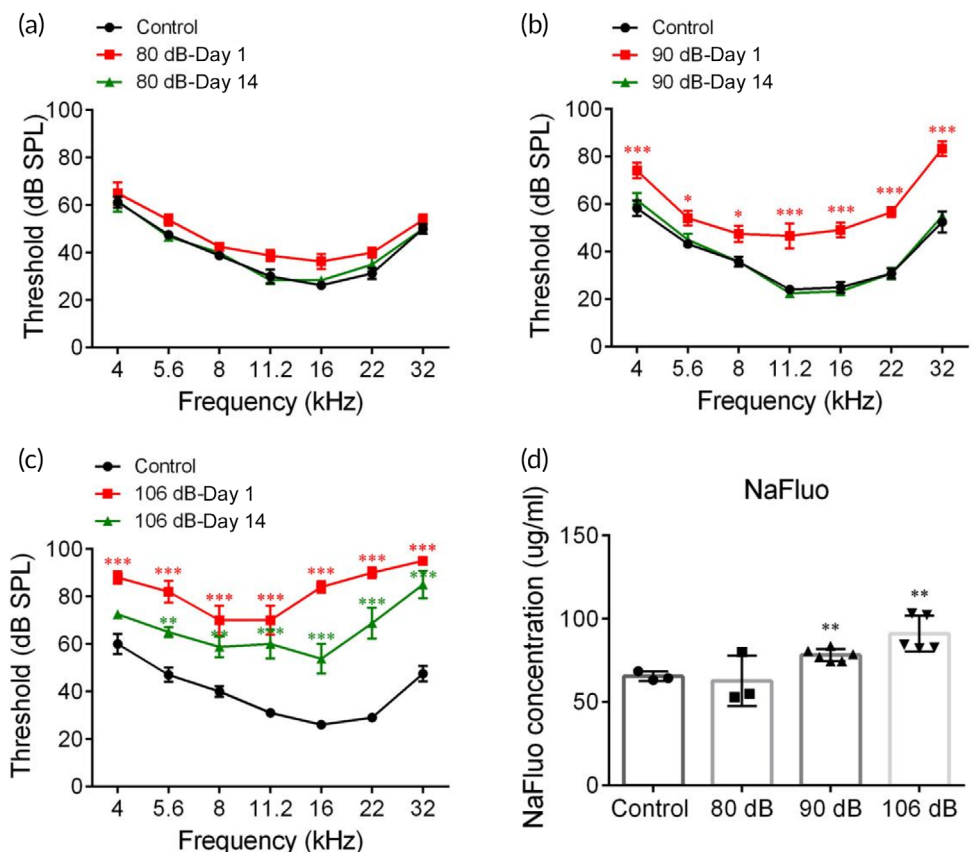 (a)
Control
80 dB-Day 1
80 dB-Day 14
Threshold (dB SPL)
100
80
60
40
20
0
4 5.6 8 11.2 16 22 32
Frequency (kHz)
(b)
Control
90 dB-Day 1
90 dB-Day 14
Threshold (dB SPL)
100
80
60
40
20
0
*** * * *** *** *** ***
4 5.6 8 11.2 16 22 32
Frequency (kHz)
(c)
Control
106 dB-Day 1
106 dB-Day 14
Threshold (dB SPL)
100
80
60
40
20
0
*** *** *** *** *** *** ***
** ** *** *** *** ***
4 5.6 8 11.2 16 22 32
Frequency (kHz)
(d)
NaFluo
NaFluo concentration (ug/ml)
150
100
50
0
** **
Control 80 dB 90 dB 106 dB